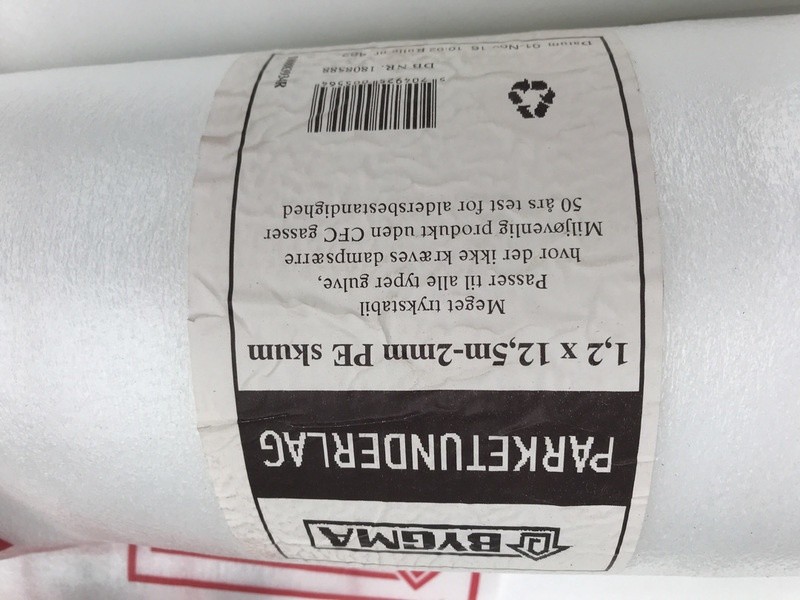 BYGMA
PARKETUNDERLAG
1,2 x 12,5m-2mm PE skum
Meget trykstabil
Passer til alle typer gulve,
hvor der ikke kræves dampsærre
Miljøvenlig produkt uden CFC gasser
50 års test for aldersbestandighed
DB NR. 1808588